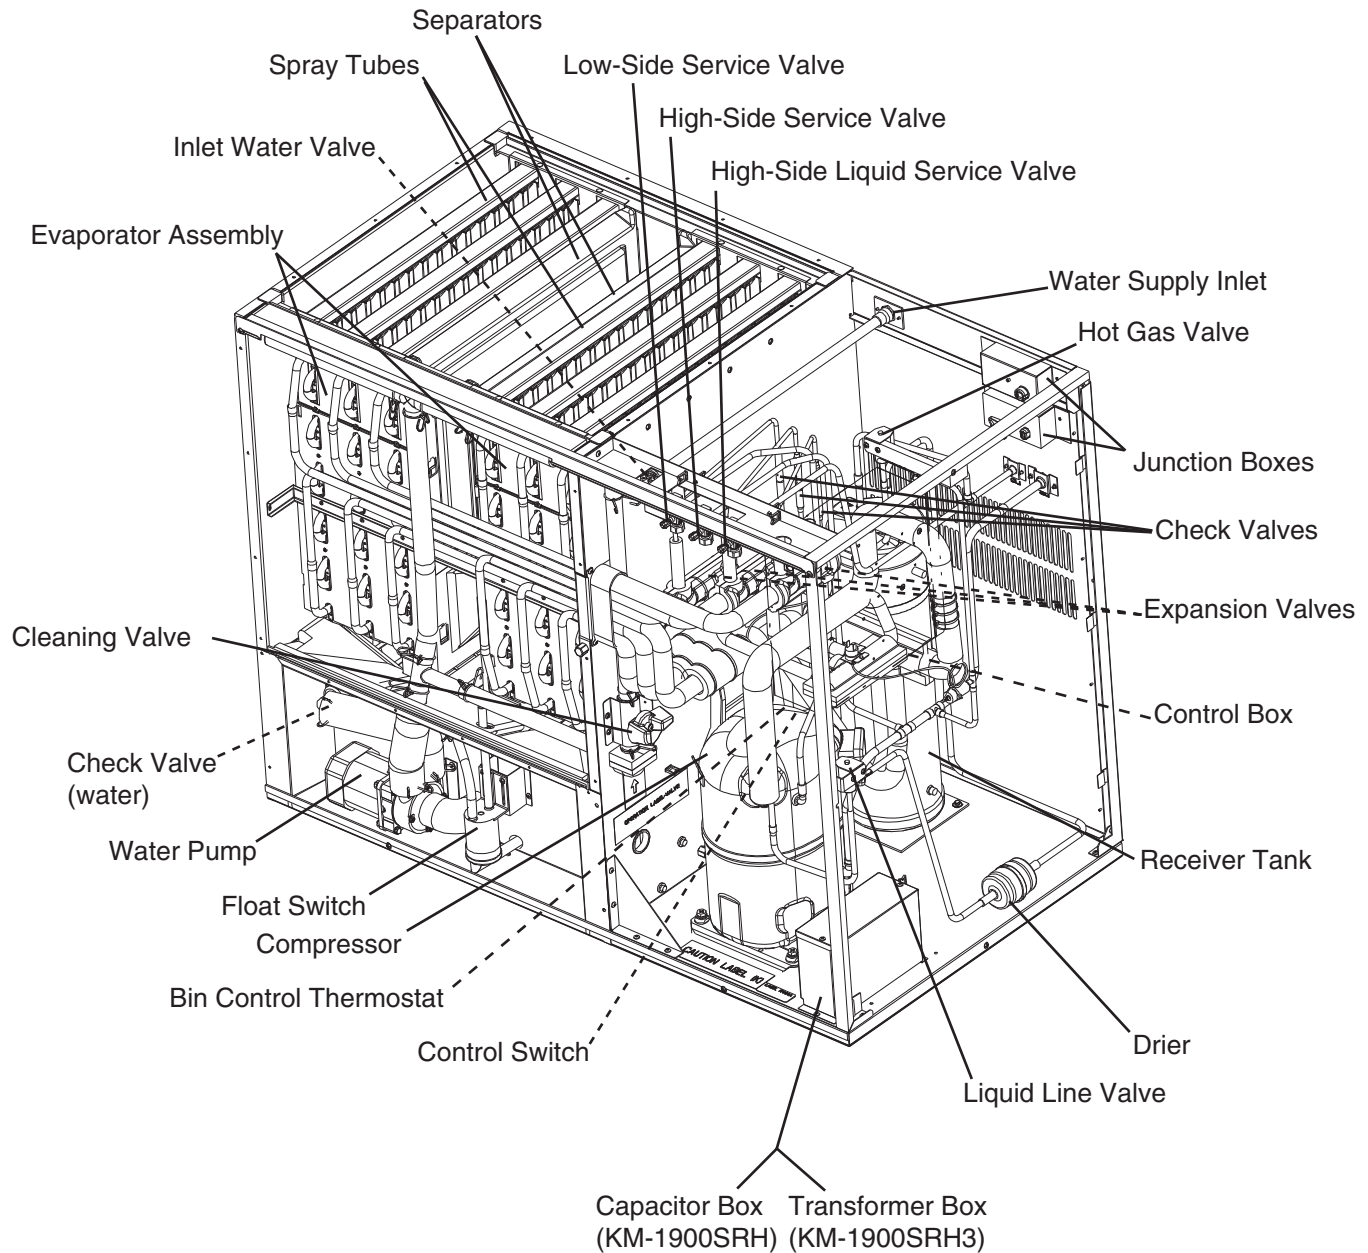 Separators
Spray Tubes
Low-Side Service Valve
High-Side Service Valve
Inlet Water Valve
High-Side Liquid Service Valve
Evaporator Assembly
Water Supply Inlet
Hot Gas Valve
Junction Boxes
Check Valves
Expansion Valves
Cleaning Valve
Control Box
Check Valve
(water)
Water Pump
Receiver Tank
Float Switch
Compressor
Bin Control Thermostat
Control Switch
Drier
Liquid Line Valve
CAUTION LABEL
Capacitor Box
(KM-1900SRH)
Transformer Box
(KM-1900SRH3)